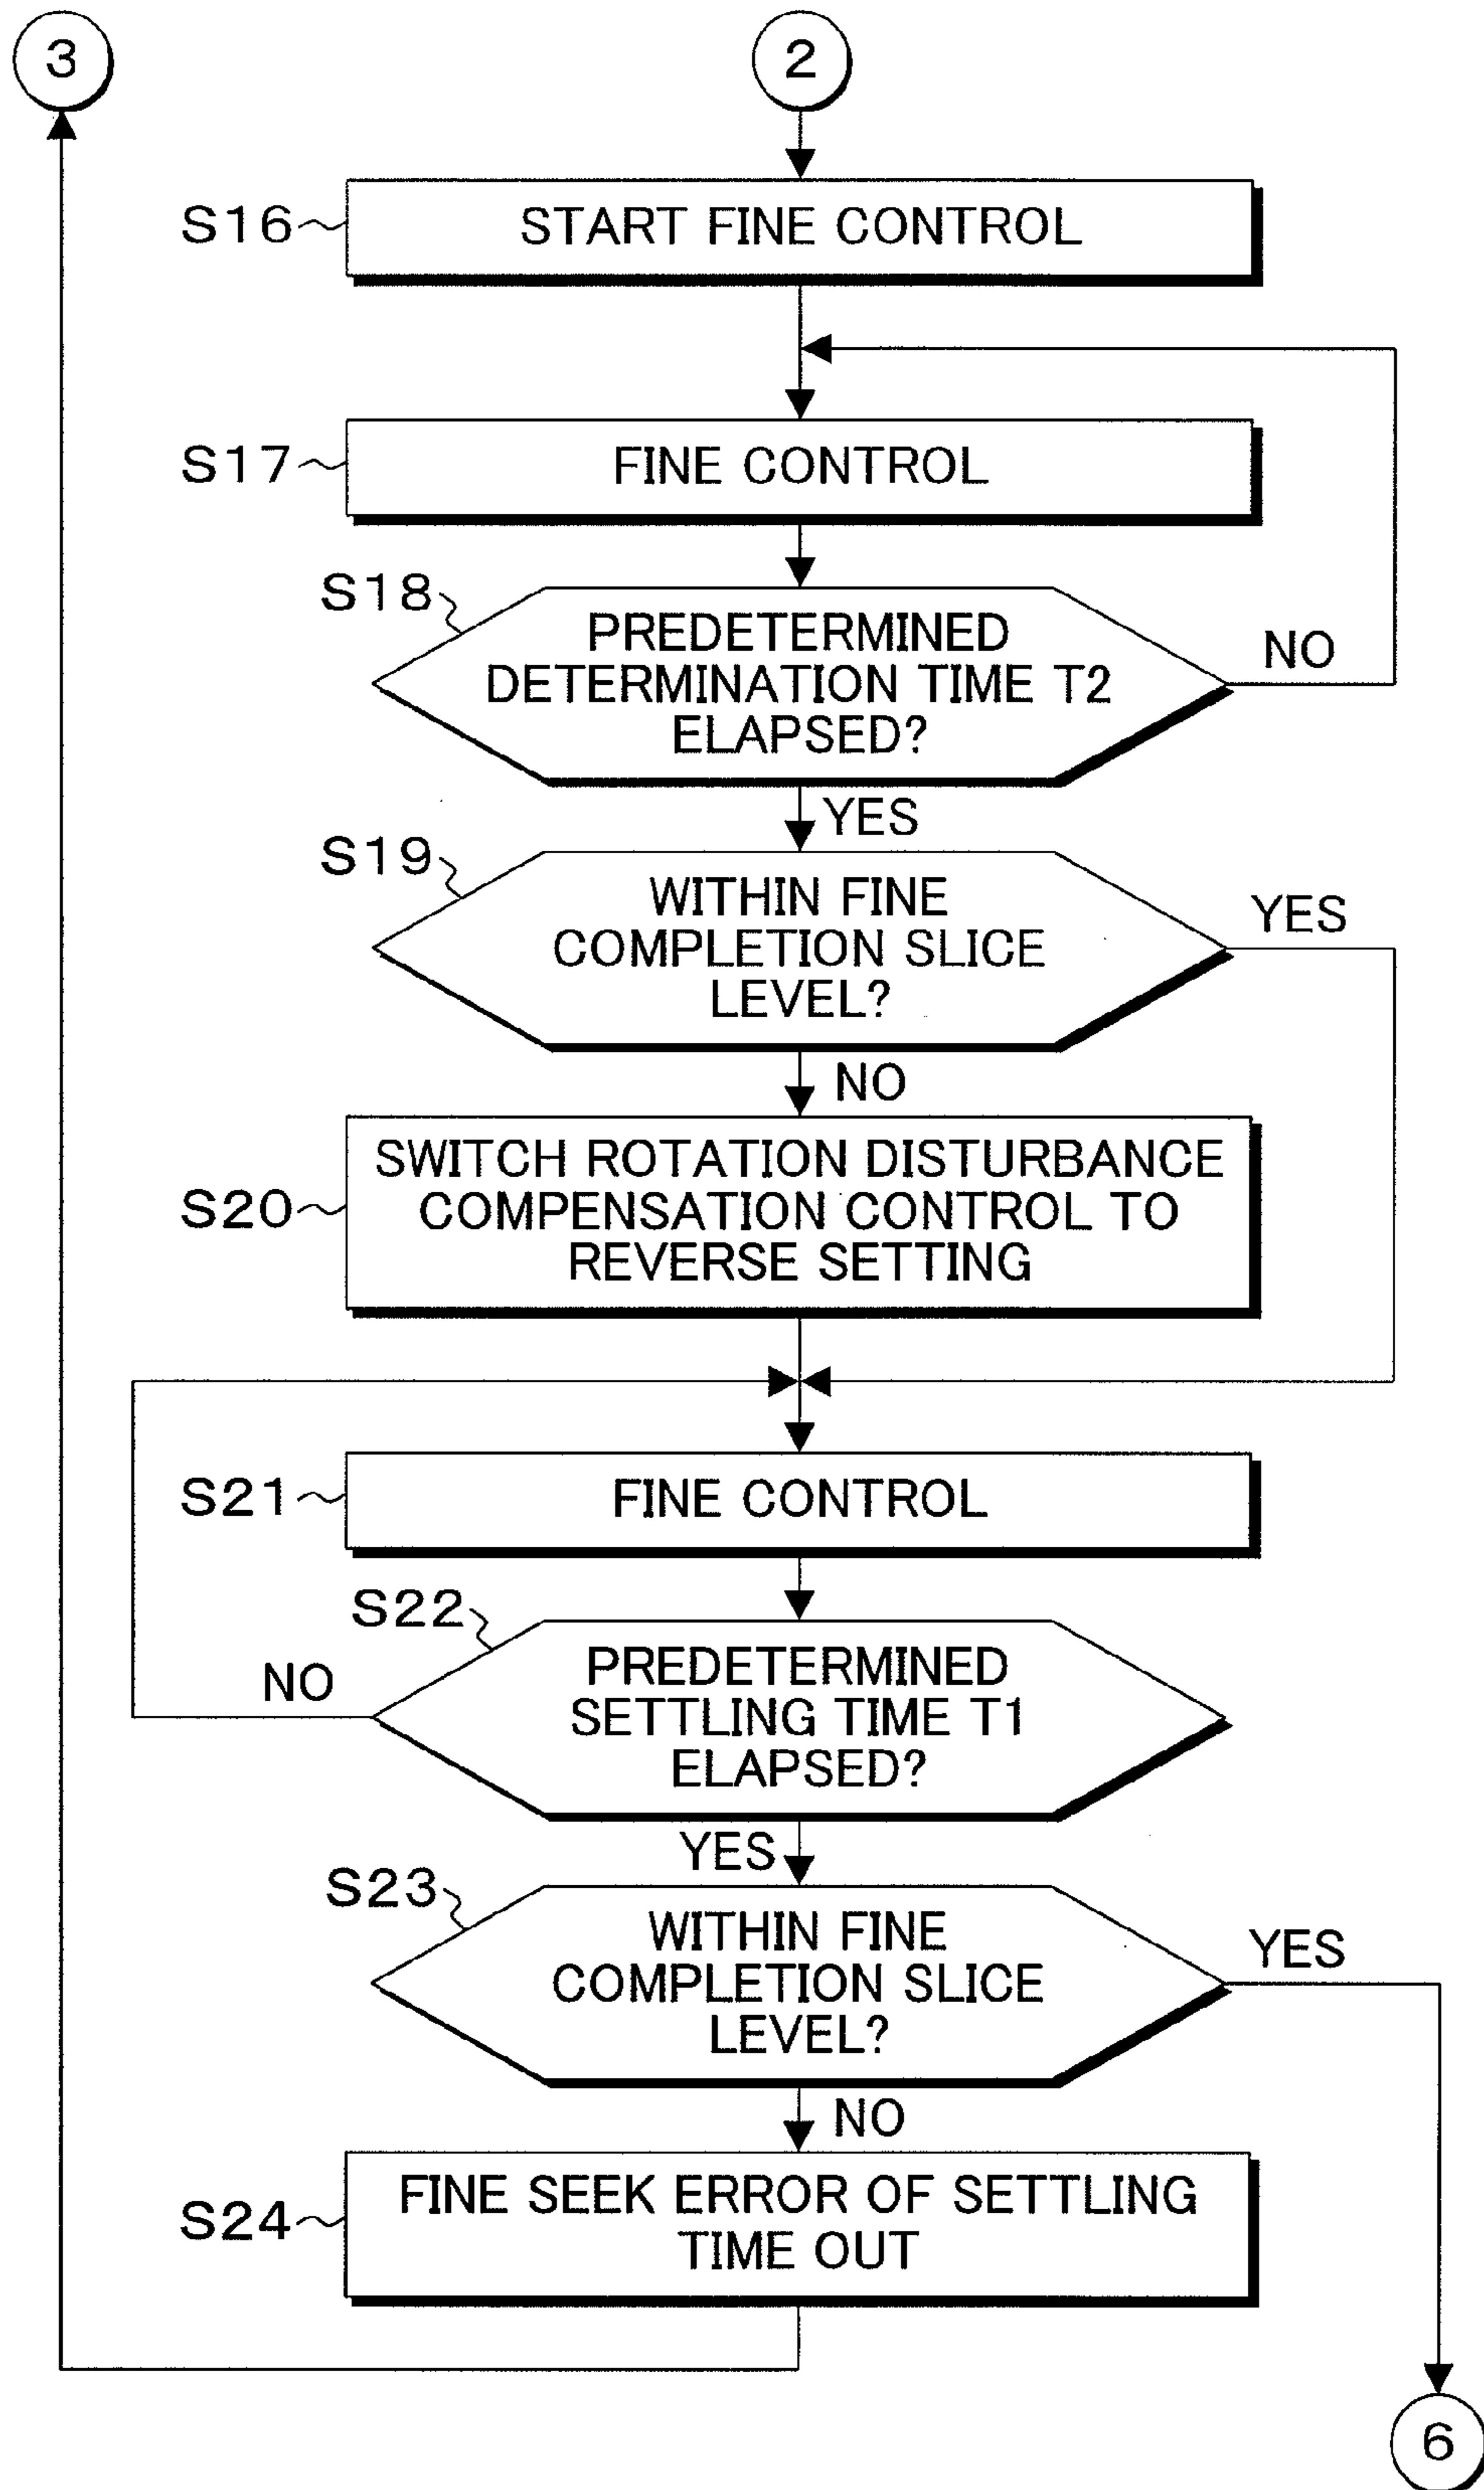 3
2
S16
START FINE CONTROL
S17
FINE CONTROL
S18
PREDETERMINED
DETERMINATION TIME T2
ELAPSED?
NO
YES
S19
WITHIN FINE
COMPLETION SLICE
LEVEL?
YES
NO
S20
SWITCH ROTATION DISTURBANCE
COMPENSATION CONTROL TO
REVERSE SETTING
S21
FINE CONTROL
S22
PREDETERMINED
SETTLING TIME T1
ELAPSED?
NO
YES
S23
WITHIN FINE
COMPLETION SLICE
LEVEL?
YES
NO
S24
FINE SEEK ERROR OF SETTLING
TIME OUT
6